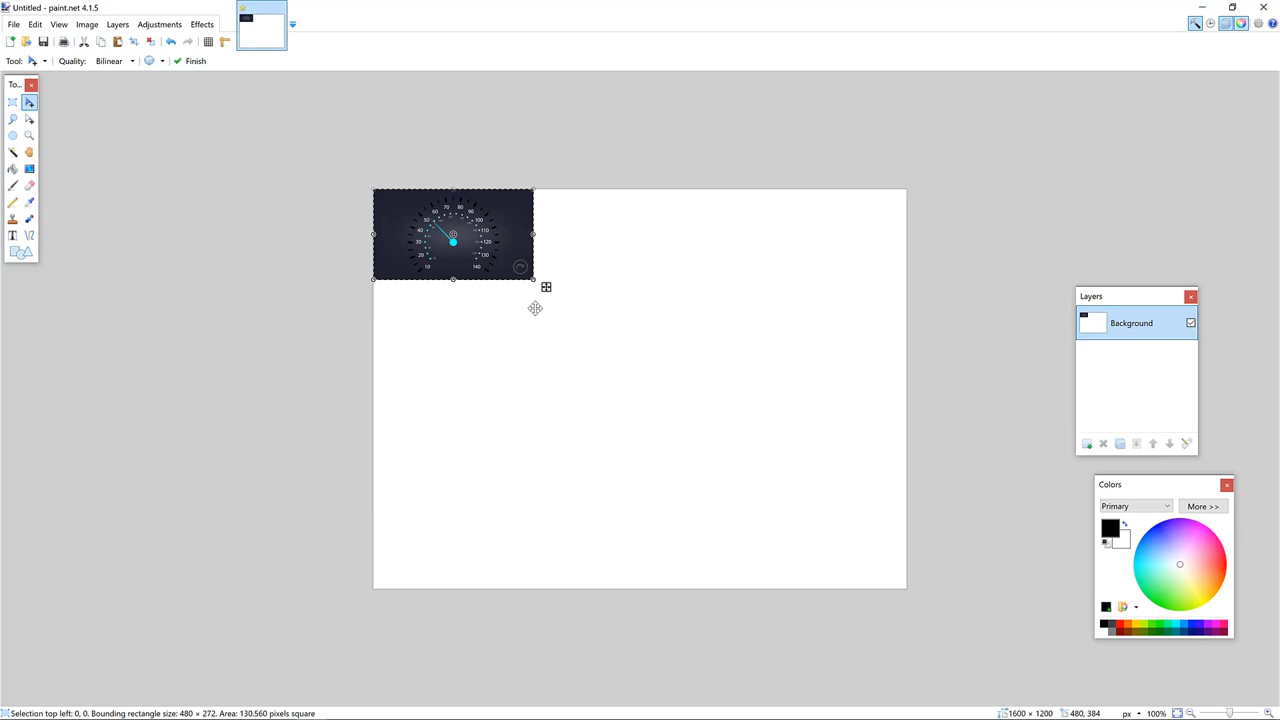 Untitled - paint.net 4.1.5
File Edit View Image Layers Adjustments Effects
Tool: Quality: Bilinear Finish
To...
60 70 80 90
50 100
40 110
30 120
20 130
10 140
Layers
Background
Colors
Primary More >>
Selection top left: 0, 0. Bounding rectangle size: 480 × 272. Area: 130.560 pixels square
1600 × 1200 480, 384 px 100%